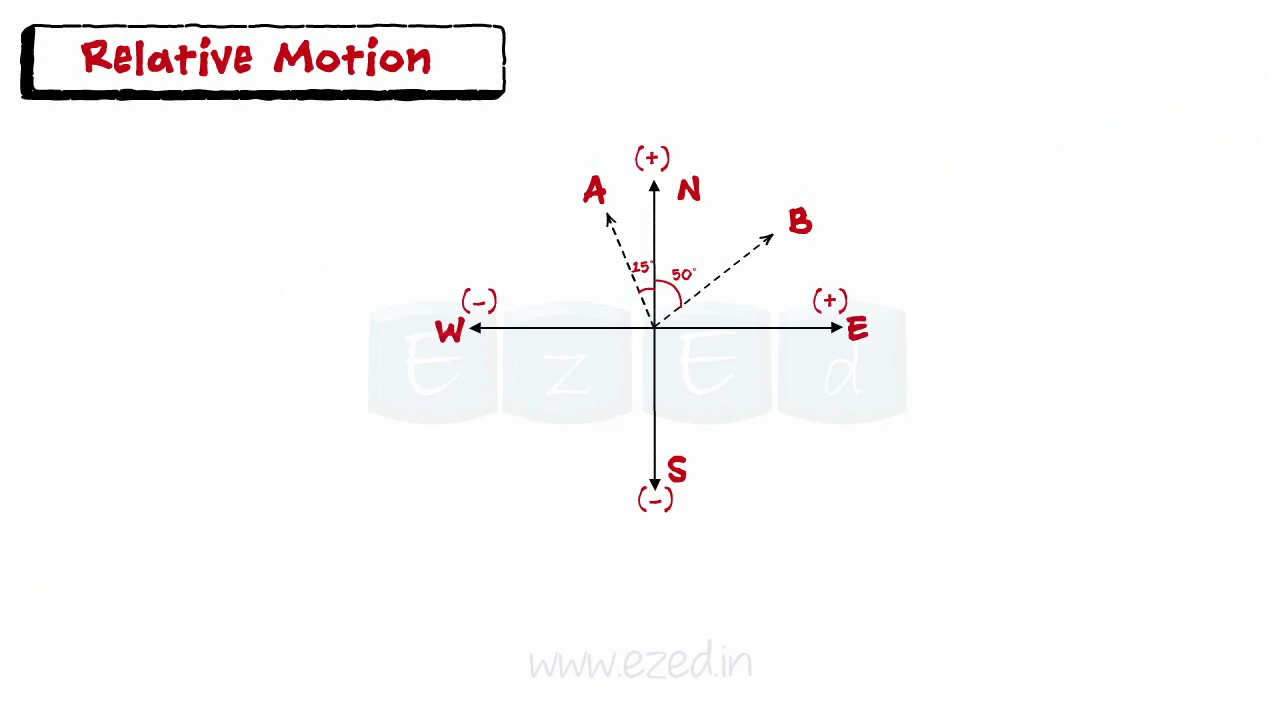 Relative Motion
(+)
A N
B
15° 50°
(-) (+)
W E
E z E d
S
(-)
www.ezed.in